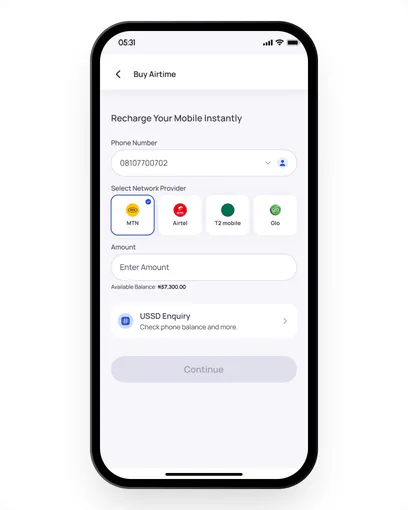 05:31
Buy Airtime
Recharge Your Mobile Instantly
Phone Number
08107700702
Select Network Provider
MTN Airtel T2 mobile Glo
Amount
Enter Amount
Available Balance: ₦57,300.00
USSD Enquiry
Check phone balance and more.
Continue